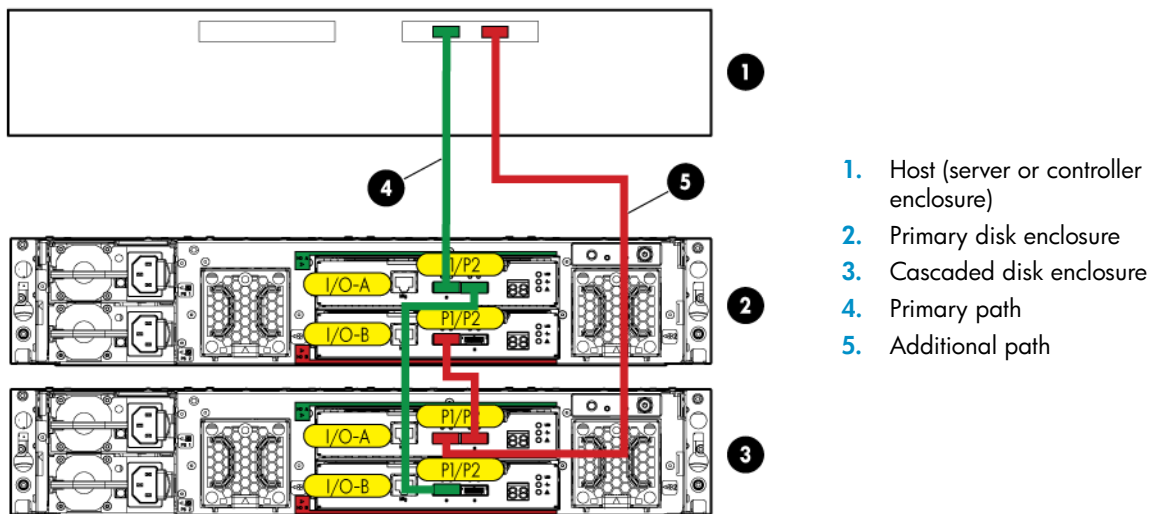 1
4
5
P1/P2
I/O-A
I/O-B
P1/P2
2
P1/P2
I/O-A
I/O-B
P1/P2
3
1. Host (server or controller
enclosure)
2. Primary disk enclosure
3. Cascaded disk enclosure
4. Primary path
5. Additional path